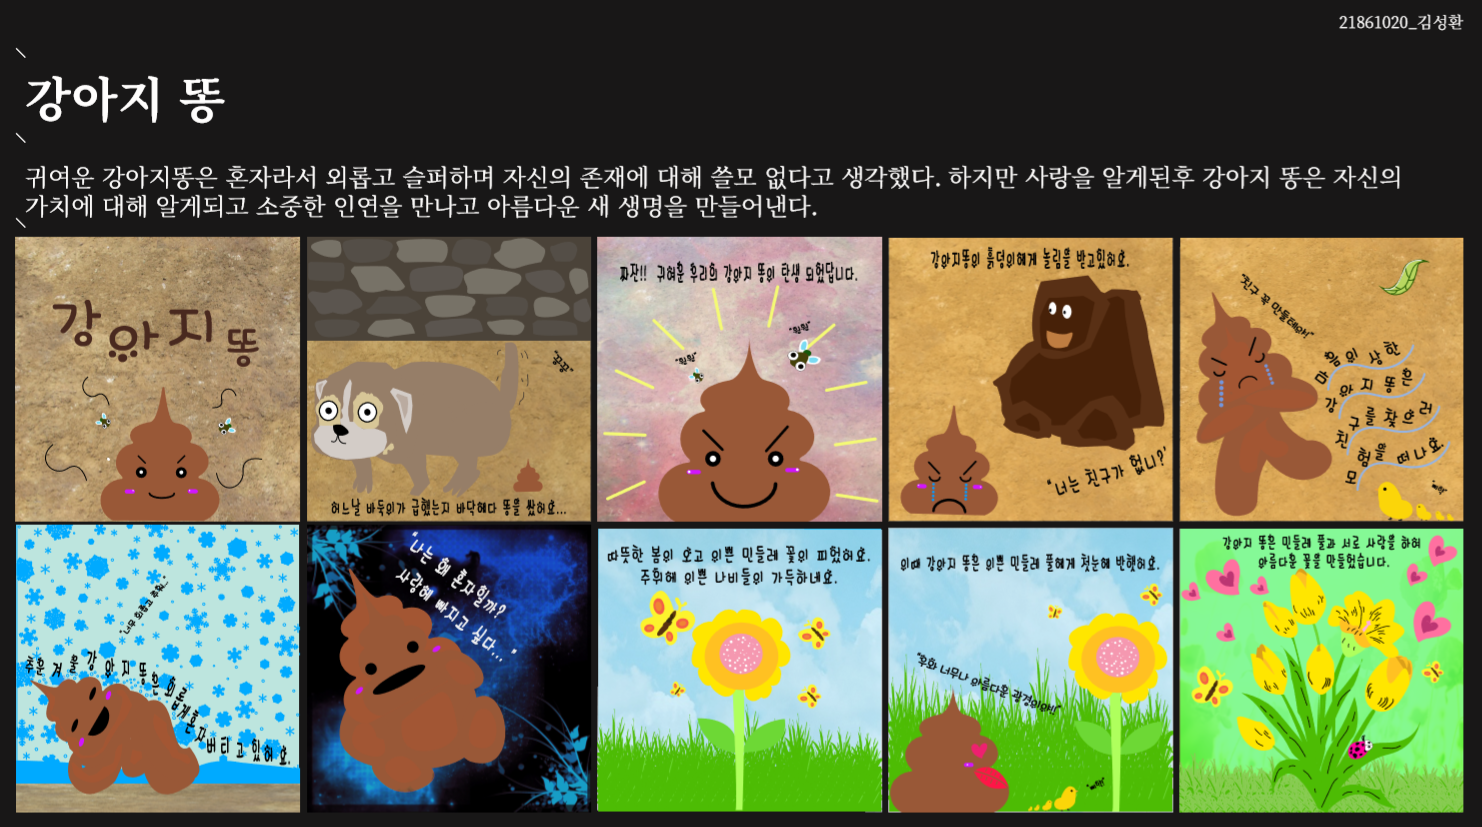 21861020_김성환
강아지 똥
귀여운 강아지똥은 혼자라서 외롭고 슬퍼하며 자신의 존재에 대해 쓸모 없다고 생각했다. 하지만 사랑을 알게된후 강아지 똥은 자신의
가치에 대해 알게되고 소중한 인연을 만나고 아름다운 새 생명을 만들어낸다.
강아지 똥
어느날 바둑이가 급했는지 바닥에다 똥을 쌌어요...
"끙끙"
짜잔!! 귀여운 우리의 강아지 똥이 탄생 되었답니다.
"윙윙"
"윙윙"
강아지똥이 흙덩이에게 놀림을 받고있어요.
"너는 친구가 없니?"
"친구 꼭 만들테야!"
마음이 상한
강아지 똥은
친구를 찾으러
모험을 떠나요.
"너무 외롭고 추워.."
추운 겨울 강아지 똥은 외롭게 혼자 버티고 있어요.
"나는 왜 혼자일까?
사랑에 빠지고 싶다..."
따뜻한 봄이 오고 이쁜 민들레 꽃이 피었어요.
주위에 이쁜 나비들이 가득하네요.
이때 강아지 똥은 이쁜 민들레 풀에게 첫눈에 반했어요.
"우와 너무나 아름다운 광경이야!!"
강아지 똥은 민들레 풀과 서로 사랑을 하여
아름다운 꽃을 만들었습니다.